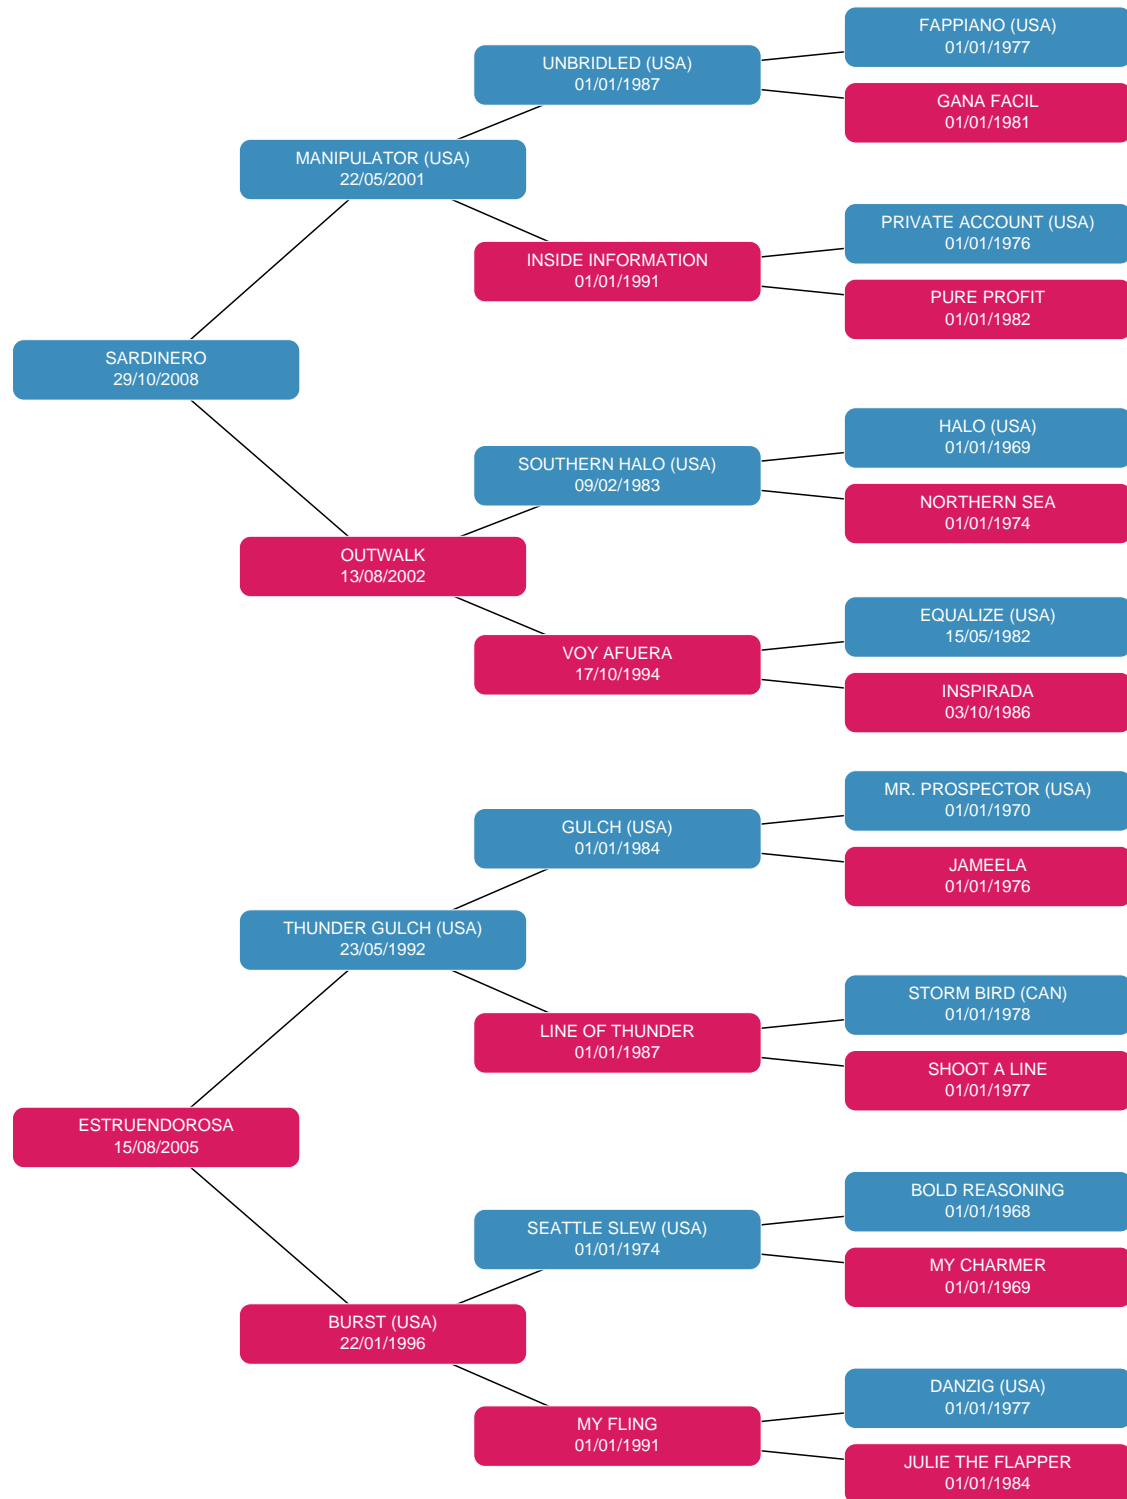 FAPPIANO (USA)
01/01/1977
UNBRIDLED (USA)
01/01/1987
GANA FACIL
01/01/1981
MANIPULATOR (USA)
22/05/2001
PRIVATE ACCOUNT (USA)
01/01/1976
INSIDE INFORMATION
01/01/1991
PURE PROFIT
01/01/1982
SARDINERO
29/10/2008
HALO (USA)
01/01/1969
SOUTHERN HALO (USA)
09/02/1983
NORTHERN SEA
01/01/1974
OUTWALK
13/08/2002
EQUALIZE (USA)
15/05/1982
VOY AFUERA
17/10/1994
INSPIRADA
03/10/1986
MR. PROSPECTOR (USA)
01/01/1970
GULCH (USA)
01/01/1984
JAMEELA
01/01/1976
THUNDER GULCH (USA)
23/05/1992
STORM BIRD (CAN)
01/01/1978
LINE OF THUNDER
01/01/1987
SHOOT A LINE
01/01/1977
ESTRUENDOROSA
15/08/2005
BOLD REASONING
01/01/1968
SEATTLE SLEW (USA)
01/01/1974
MY CHARMER
01/01/1969
BURST (USA)
22/01/1996
DANZIG (USA)
01/01/1977
MY FLING
01/01/1991
JULIE THE FLAPPER
01/01/1984